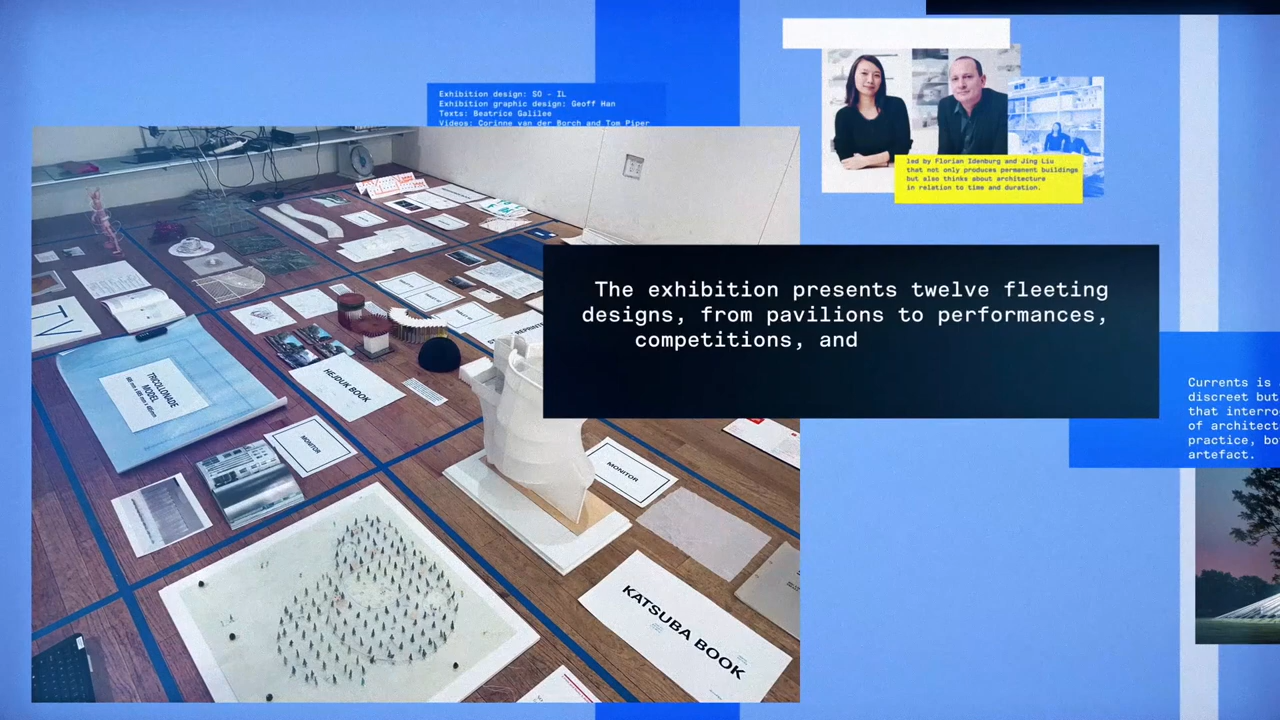 Exhibition design: SO - IL
Exhibition graphic design: Geoff Han
Texts: Beatrice Galilee
Videos: Corinne van der Borch and Tom Piper
led by Florian Idenburg and Jing Liu
that not only produces permanent buildings
but also thinks about architecture
in relation to time and duration.
The exhibition presents twelve fleeting
designs, from pavilions to performances,
competitions, and
Currents is
discreet but
that interro
of architect
practice, bo
artefact.
TV
TRICOLONNADE
MODEL
HEJDUK BOOK
MONITOR
MONITOR
KATSUBA BOOK